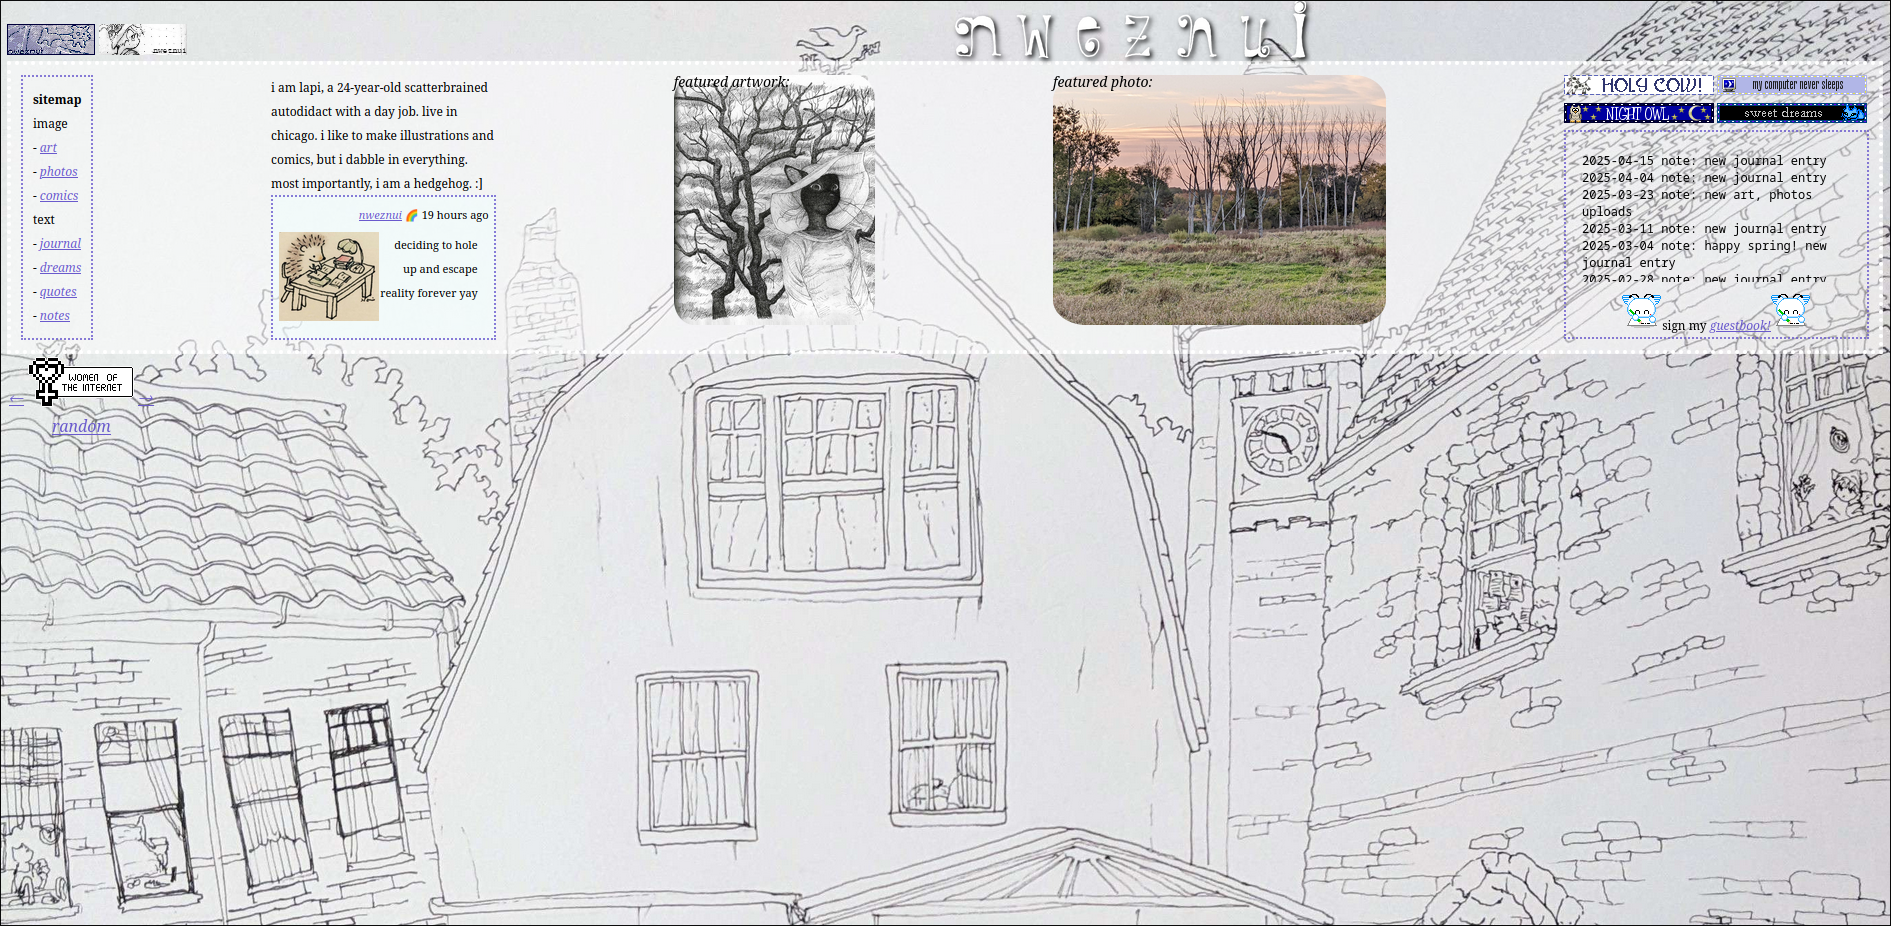 nweznui
nweznui
nweznui
sitemap
image
- art
- photos
- comics
text
- journal
- dreams
- quotes
- notes
i am lapi, a 24-year-old scatterbrained
autodidact with a day job. live in
chicago. i like to make illustrations and
comics, but i dabble in everything.
most importantly, i am a hedgehog. :]
nweznui 🌈 19 hours ago
deciding to hole
up and escape
reality forever yay
featured artwork:
featured photo:
HOLY COW!
my computer never sleeps
NIGHT OWL
sweet dreams
2025-04-15 note: new journal entry
2025-04-04 note: new journal entry
2025-03-23 note: new art, photos
uploads
2025-03-11 note: new journal entry
2025-03-04 note: happy spring! new
journal entry
2025-02-28 note: new journal entry
sign my guestbook!
WOMEN OF
THE INTERNET
← →
random